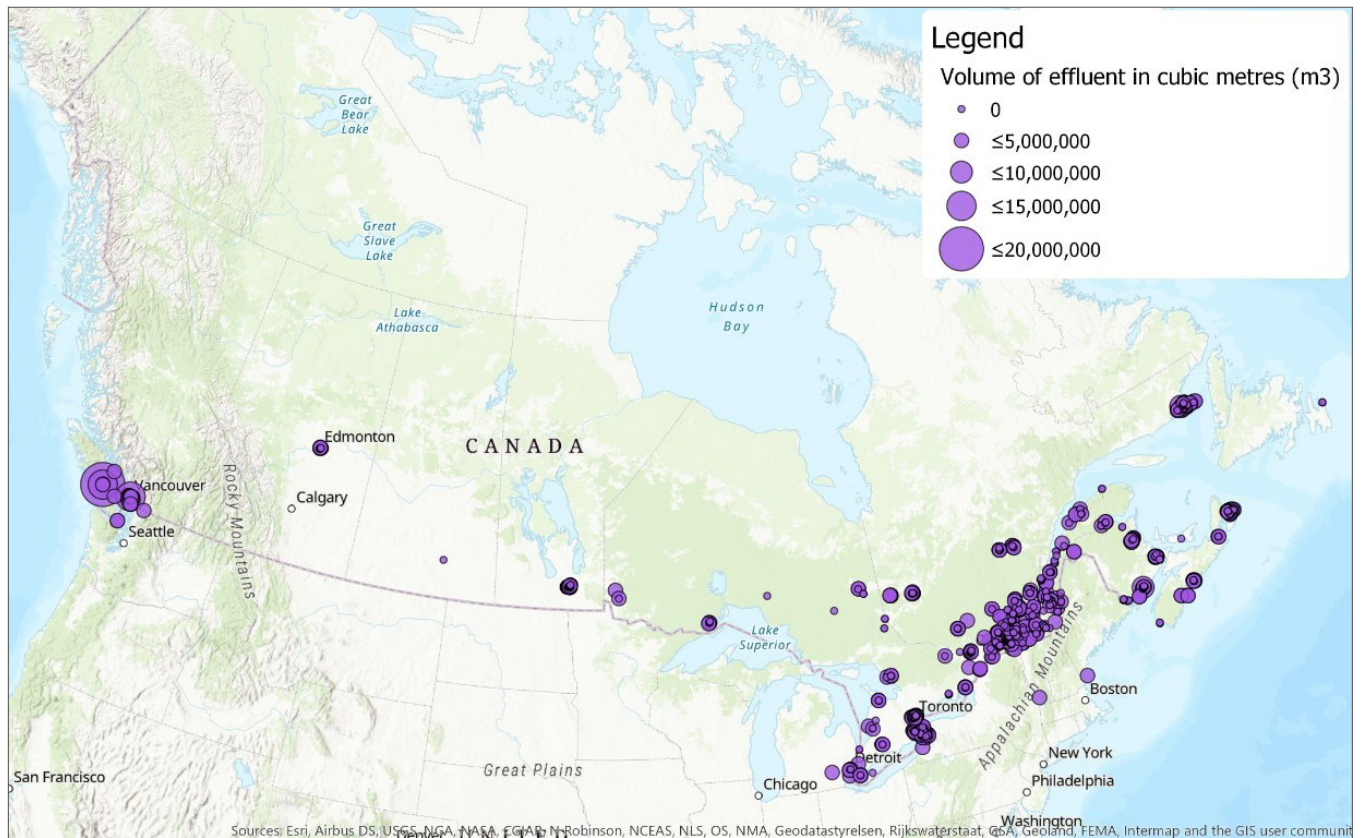 Legend
Volume of effluent in cubic metres (m3)
0
≤5,000,000
≤10,000,000
≤15,000,000
≤20,000,000
Great
Bear
Lake
Great
Slave
Lake
Lake
Athabasca
Hudson
Bay
CANADA
Edmonton
Calgary
Vancouver
Seattle
Rocky Mountains
Lake
Superior
Appalachian Mountains
Toronto
Boston
Detroit
New York
Chicago
Philadelphia
Great Plains
San Francisco
Washington
Denver
UNITED
Sources: Esri, Airbus DS, USGS, NGA, NASA, CGIAR, N Robinson, NCEAS, NLS, OS, NMA, Geodatastyrelsen, Rijkswaterstaat, GSA, Geoland, FEMA, Intermap and the GIS user communit